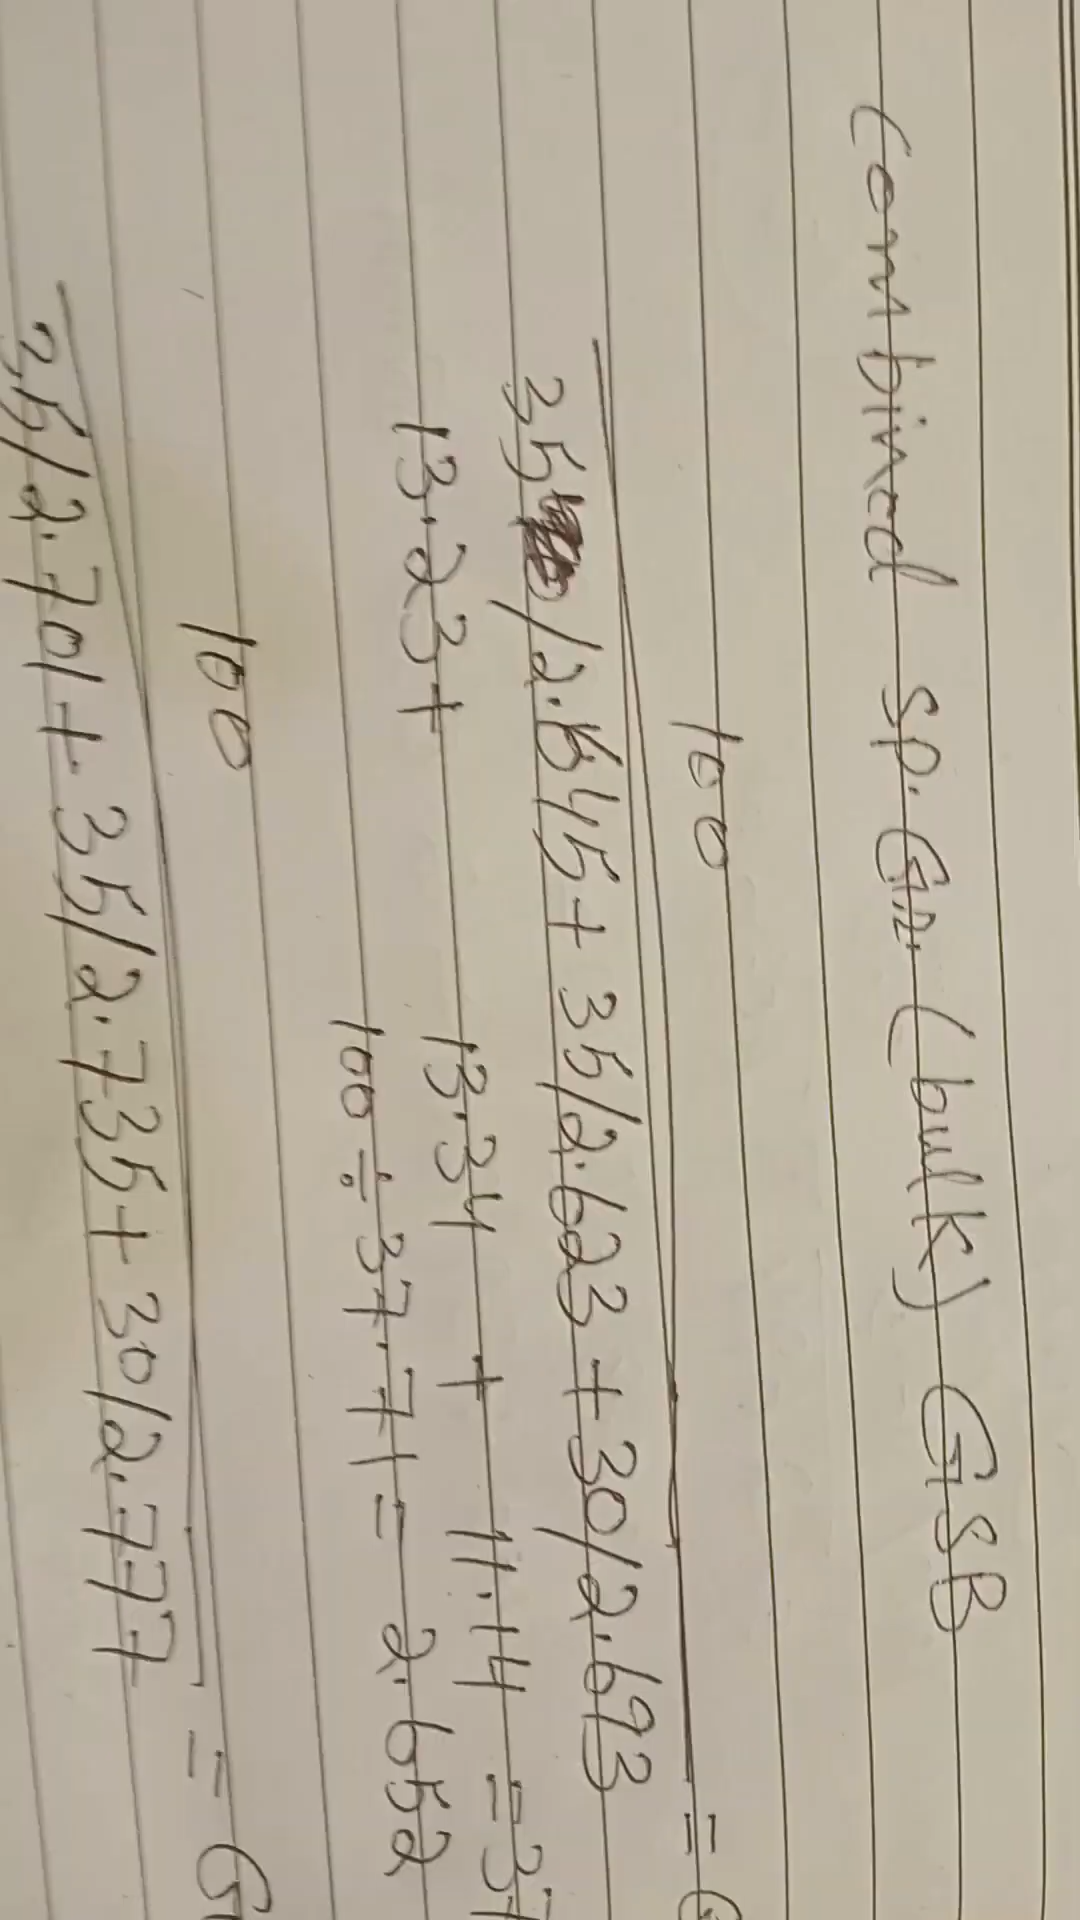 Combined SP. Gr. (bulk) GSB
100
35/2.645+35/2.623+30/2.693 =
13.23+ 13.34 + 11.14 =37
100÷37.71=2.652
100
35/2.701+35/2.735+30/2.777 = G